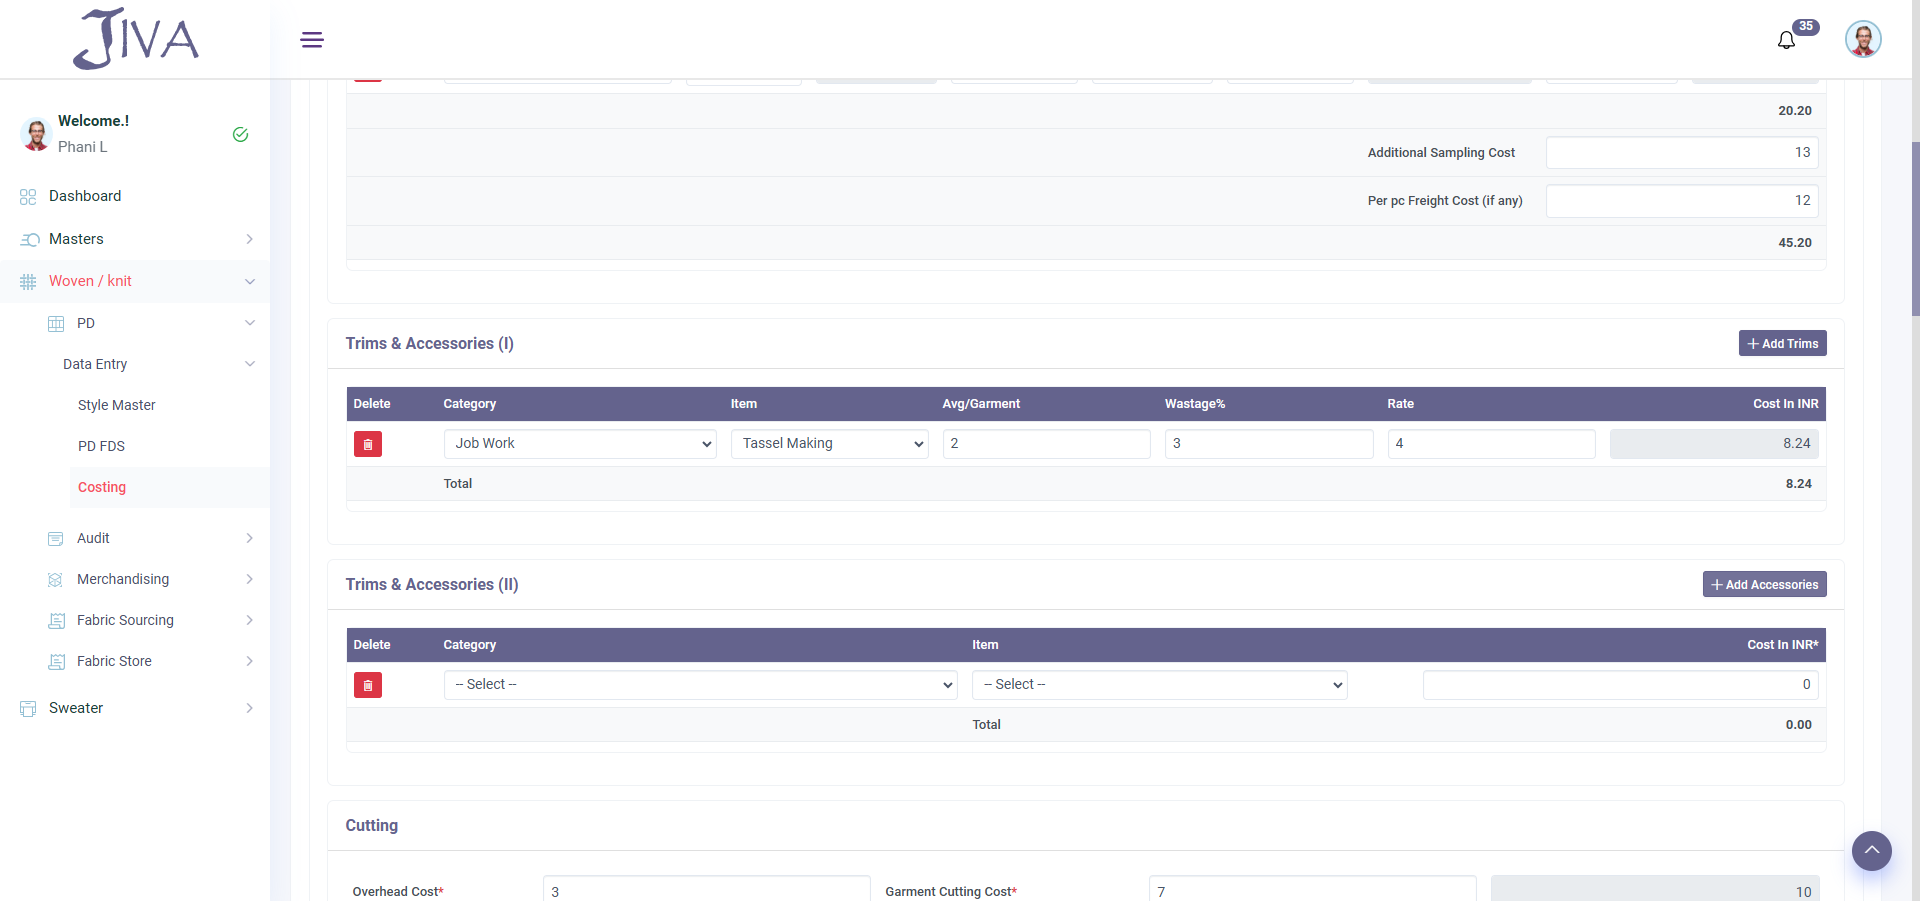 JIVA
35
Welcome.!
Phani L
Dashboard
Masters
Woven / knit
PD
Data Entry
Style Master
PD FDS
Costing
Audit
Merchandising
Fabric Sourcing
Fabric Store
Sweater
20.20
Additional Sampling Cost 13
Per pc Freight Cost (if any) 12
45.20
Trims & Accessories (I) Add Trims
Delete Category Item Avg/Garment Wastage% Rate Cost In INR
Job Work Tassel Making 2 3 4 8.24
Total 8.24
Trims & Accessories (II) Add Accessories
Delete Category Item Cost In INR*
-- Select -- -- Select -- 0
Total 0.00
Cutting
Overhead Cost* 3 Garment Cutting Cost* 7 10